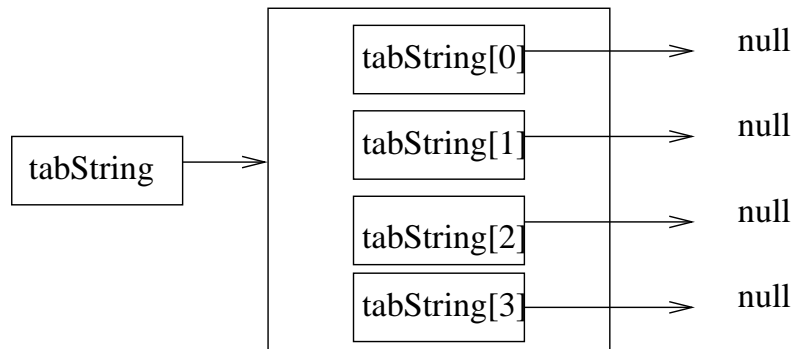 tabString[0]
null
tabString[1]
null
tabString
tabString[2]
null
tabString[3]
null